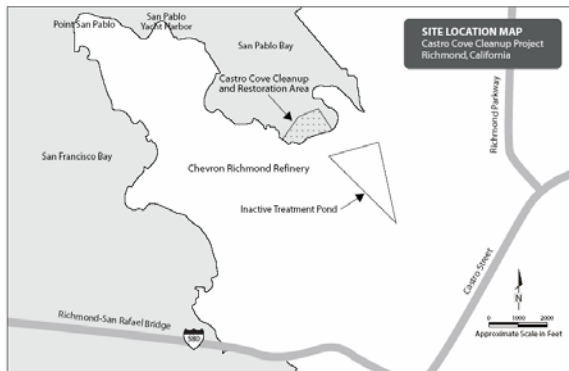 San Pablo
Yacht Harbor
Point San Pablo
San Pablo Bay
SITE LOCATION MAP
Castro Cove Cleanup Project
Richmond, California
Castro Cove Cleanup
and Restoration Area
Richmond Parkway
San Francisco Bay
Chevron Richmond Refinery
Inactive Treatment Pond
Castro Street
N
Richmond-San Rafael Bridge
580
0 1000 2000
Approximate Scale in Feet